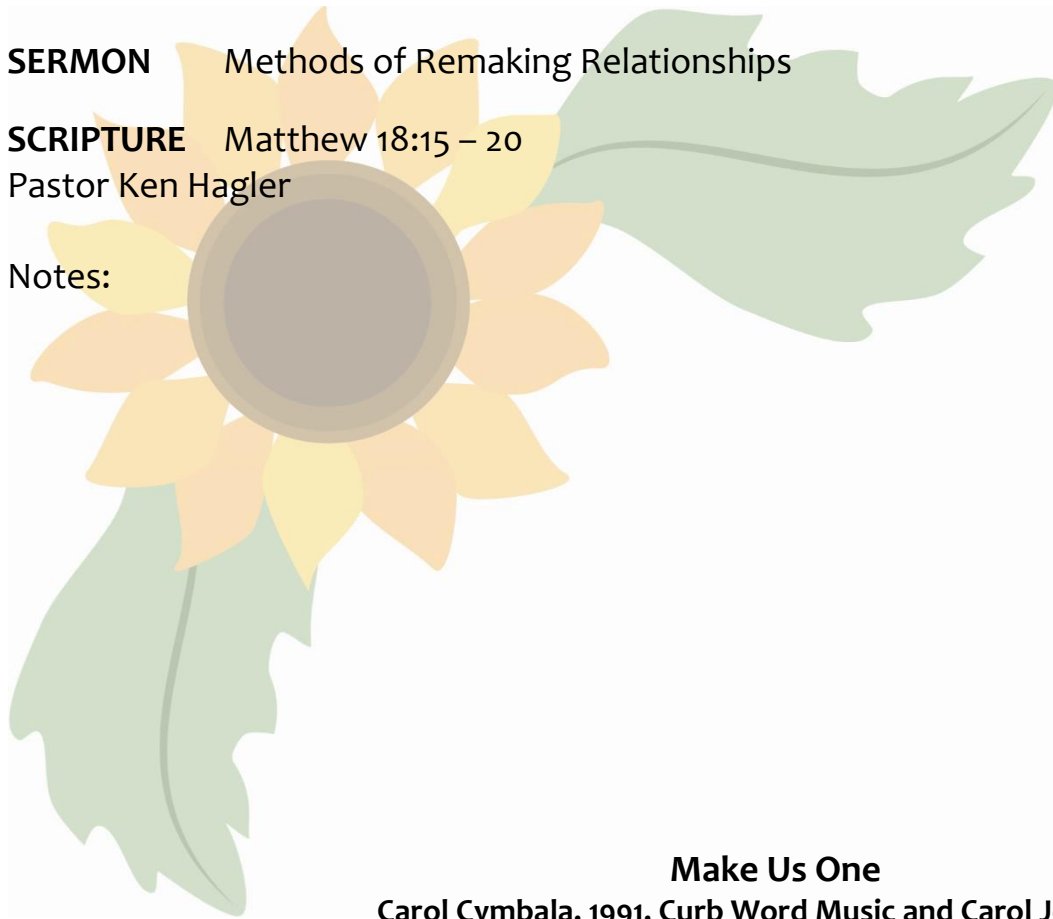 SERMON Methods of Remaking Relationships
SCRIPTURE Matthew 18:15 – 20
Pastor Ken Hagler
Notes:
Make Us One
Carol Cymbala, 1991, Curb Word Music and Carol J